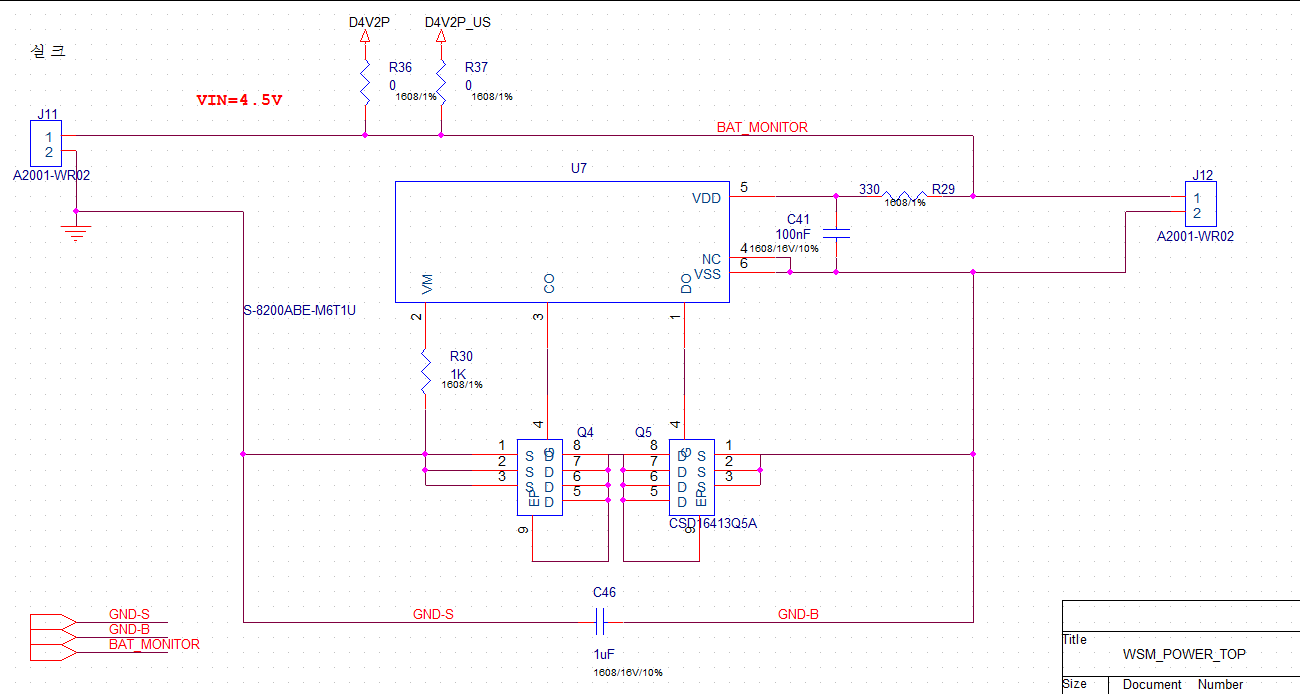 D4V2P D4V2P_US
실 크
R36 R37
0 0
1608/1% 1608/1%
VIN=4.5V
J11
1
2
A2001-WR02
BAT_MONITOR
U7
VDD 5
330 R29
1608/1%
J12
1
2
A2001-WR02
C41
100nF
1608/16V/10%
NC 4
VSS 6
VM CO DO
2 3 1
S-8200ABE-M6T1U
R30
1K
1608/1%
4 4
Q4 Q5
1 S G D 8 8 D G S 1
2 S D 7 7 D S 2
3 S D 6 6 D S 3
EP D 5 5 D EP
9 9
CSD16413Q5A
C46
GND-S GND-B
1uF
1608/16V/10%
GND-S
GND-B
BAT_MONITOR
Title
WSM_POWER_TOP
Size Document Number